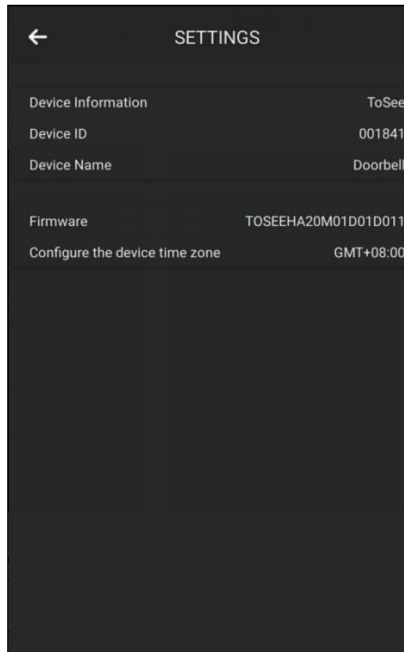 SETTINGS
Device Information ToSee
Device ID 001841
Device Name Doorbell
Firmware TOSEEHA20M01D01D011
Configure the device time zone GMT+08:00